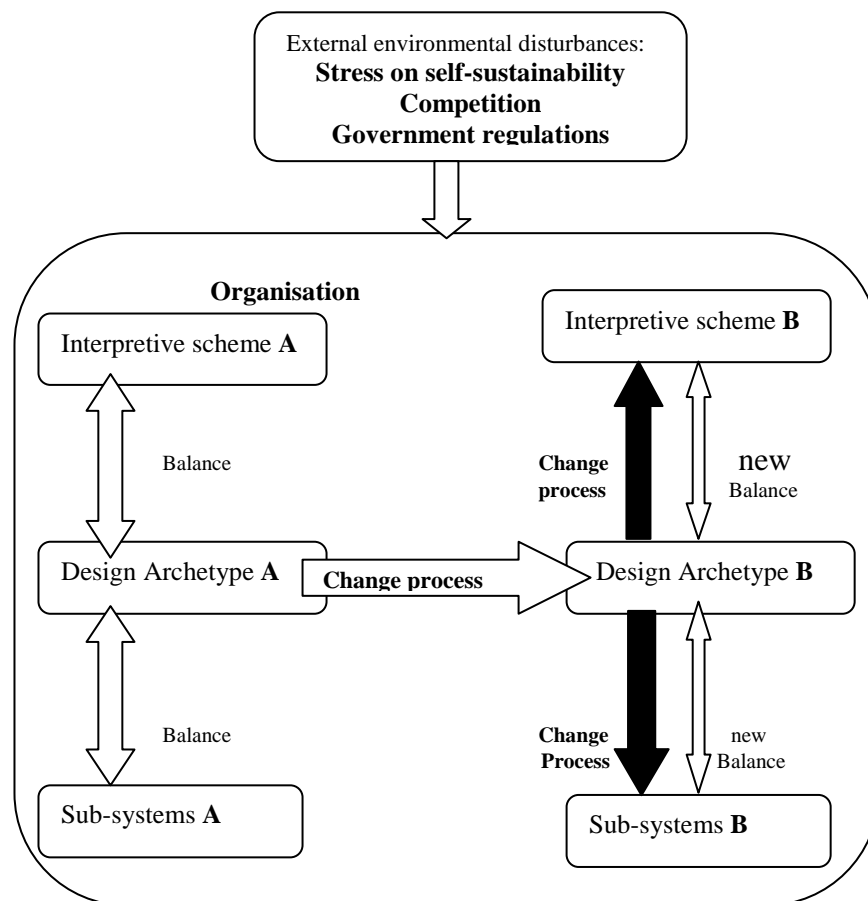 External environmental disturbances:
Stress on self-sustainability
Competition
Government regulations
Organisation
Interpretive scheme A
Interpretive scheme B
Balance
Change
process
new
Balance
Design Archetype A
Change process
Design Archetype B
Balance
Change
Process
new
Balance
Sub-systems A
Sub-systems B